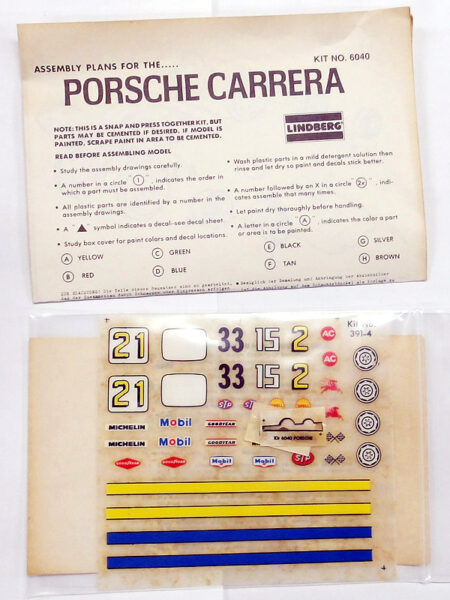 ASSEMBLY PLANS FOR THE.....
KIT NO. 6040
PORSCHE CARRERA
NOTE: THIS IS A SNAP AND PRESS TOGETHER KIT. BUT
PARTS MAY BE CEMENTED IF DESIRED. IF MODEL IS
PAINTED, SCRAPE PAINT IN AREA TO BE CEMENTED.
LINDBERG
READ BEFORE ASSEMBLING MODEL
• Study the assembly drawings carefully.
• A number in a circle 1 , indicates the order in
which a part must be assembled.
• All plastic parts are identified by a number in the
assembly drawings.
• A ▲ symbol indicates a decal-see decal sheet.
• Study box cover for paint colors and decal locations.
• Wash plastic parts in a mild detergent solution then
rinse and let dry so paint and decals stick better.
• A number followed by an X in a circle 2x , indi-
cates assemble that many times.
• Let paint dry thoroughly before handling.
• A letter in a circle A , indicates the color a part
or area is to be painted.
A YELLOW
C GREEN
E BLACK
G SILVER
B RED
D BLUE
F TAN
H BROWN
Kit No.
391-4
21 33 15 2 AC
21 33 15 2 AC
STP SHELL
MICHELIN Mobil GOODYEAR
MICHELIN Mobil
Kit 6040 PORSCHE
GOODYEAR GOODYEAR Mobil Mobil STP